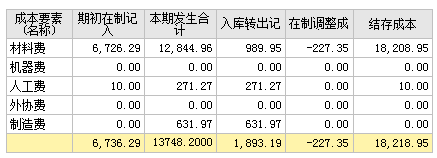 成本要素(名称) 期初在制记入 本期发生合计 入库转出记 在制调整成 结存成本
材料费 6,726.29 12,844.96 989.95 -227.35 18,208.95
机器费 0.00 0.00 0.00 0.00 0.00
人工费 10.00 271.27 271.27 0.00 10.00
外协费 0.00 0.00 0.00 0.00 0.00
制造费 0.00 631.97 631.97 0.00 0.00
6,736.29 13748.2000 1,893.19 -227.35 18,218.95